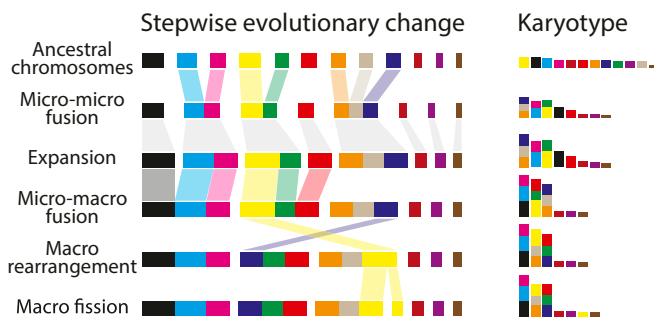 Stepwise evolutionary change
Karyotype
Ancestral
chromosomes
Micro-micro
fusion
Expansion
Micro-macro
fusion
Macro
rearrangement
Macro fission